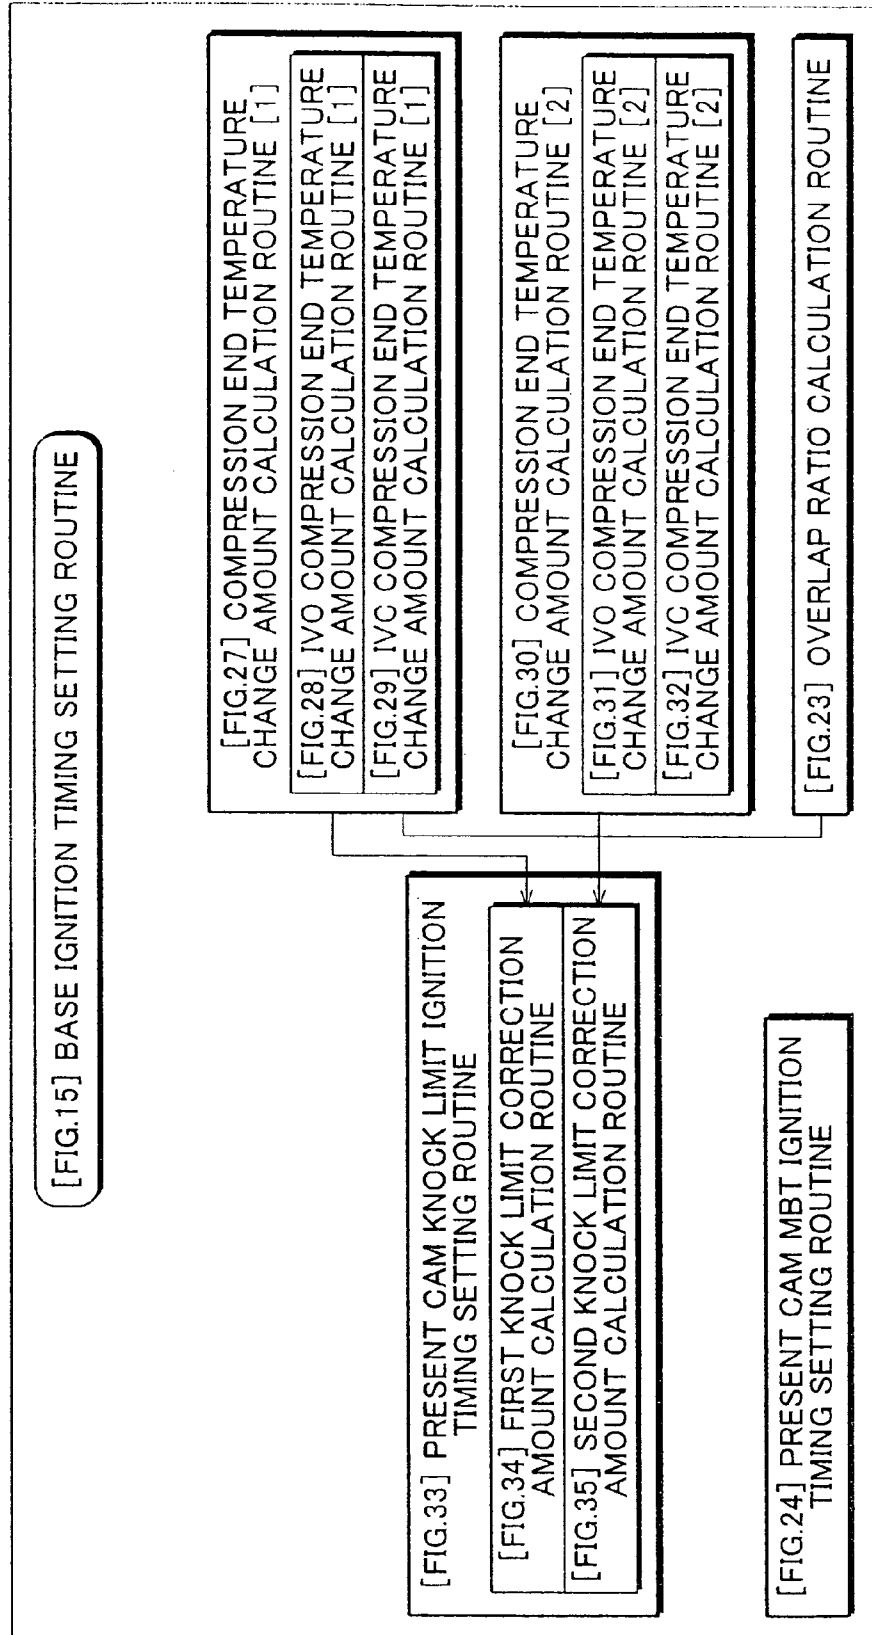 [FIG.15] BASE IGNITION TIMING SETTING ROUTINE
[FIG.33] PRESENT CAM KNOCK LIMIT IGNITION
TIMING SETTING ROUTINE
[FIG.34] FIRST KNOCK LIMIT CORRECTION
AMOUNT CALCULATION ROUTINE
[FIG.35] SECOND KNOCK LIMIT CORRECTION
AMOUNT CALCULATION ROUTINE
[FIG.24] PRESENT CAM MBT IGNITION
TIMING SETTING ROUTINE
[FIG.27] COMPRESSION END TEMPERATURE
CHANGE AMOUNT CALCULATION ROUTINE [1]
[FIG.28] IVO COMPRESSION END TEMPERATURE
CHANGE AMOUNT CALCULATION ROUTINE [1]
[FIG.29] IVC COMPRESSION END TEMPERATURE
CHANGE AMOUNT CALCULATION ROUTINE [1]
[FIG.30] COMPRESSION END TEMPERATURE
CHANGE AMOUNT CALCULATION ROUTINE [2]
[FIG.31] IVO COMPRESSION END TEMPERATURE
CHANGE AMOUNT CALCULATION ROUTINE [2]
[FIG.32] IVC COMPRESSION END TEMPERATURE
CHANGE AMOUNT CALCULATION ROUTINE [2]
[FIG.23] OVERLAP RATIO CALCULATION ROUTINE